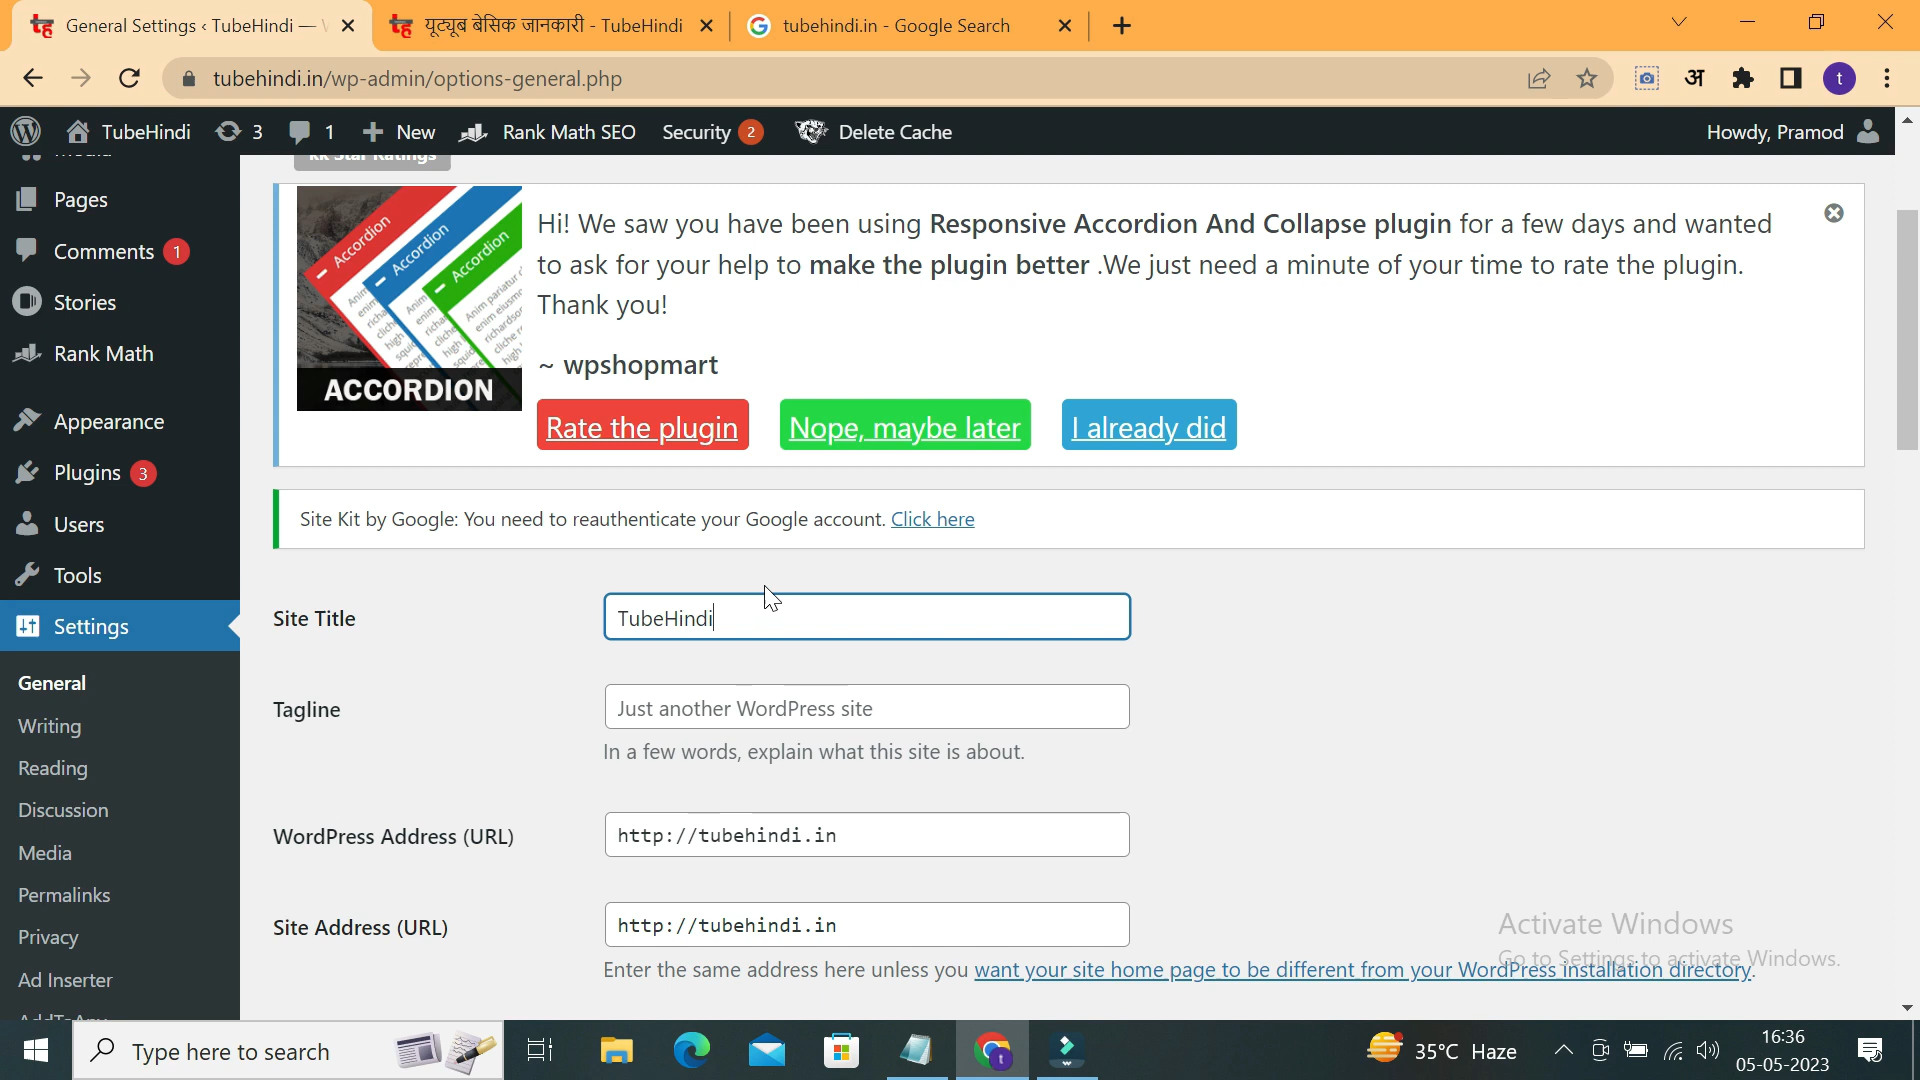 General Settings ‹ TubeHindi —
यूट्यूब बेसिक जानकारी - TubeHindi
tubehindi.in - Google Search
tubehindi.in/wp-admin/options-general.php
अ
t
TubeHindi
3
1
New
Rank Math SEO
Security 2
Delete Cache
Howdy, Pramod
Media
kk Star Ratings
Pages
Comments 1
Stories
Rank Math
Appearance
Plugins 3
Users
Tools
Settings
General
Writing
Reading
Discussion
Media
Permalinks
Privacy
Ad Inserter
AddToAny
Accordion
Accordion
Accordion
ACCORDION
Hi! We saw you have been using Responsive Accordion And Collapse plugin for a few days and wanted
to ask for your help to make the plugin better .We just need a minute of your time to rate the plugin.
Thank you!
~ wpshopmart
Rate the plugin
Nope, maybe later
I already did
Site Kit by Google: You need to reauthenticate your Google account. Click here
Site Title
TubeHindi
Tagline
Just another WordPress site
In a few words, explain what this site is about.
WordPress Address (URL)
http://tubehindi.in
Site Address (URL)
http://tubehindi.in
Enter the same address here unless you want your site home page to be different from your WordPress installation directory.
Activate Windows
Go to Settings to activate Windows.
Type here to search
35°C Haze
16:36
05-05-2023